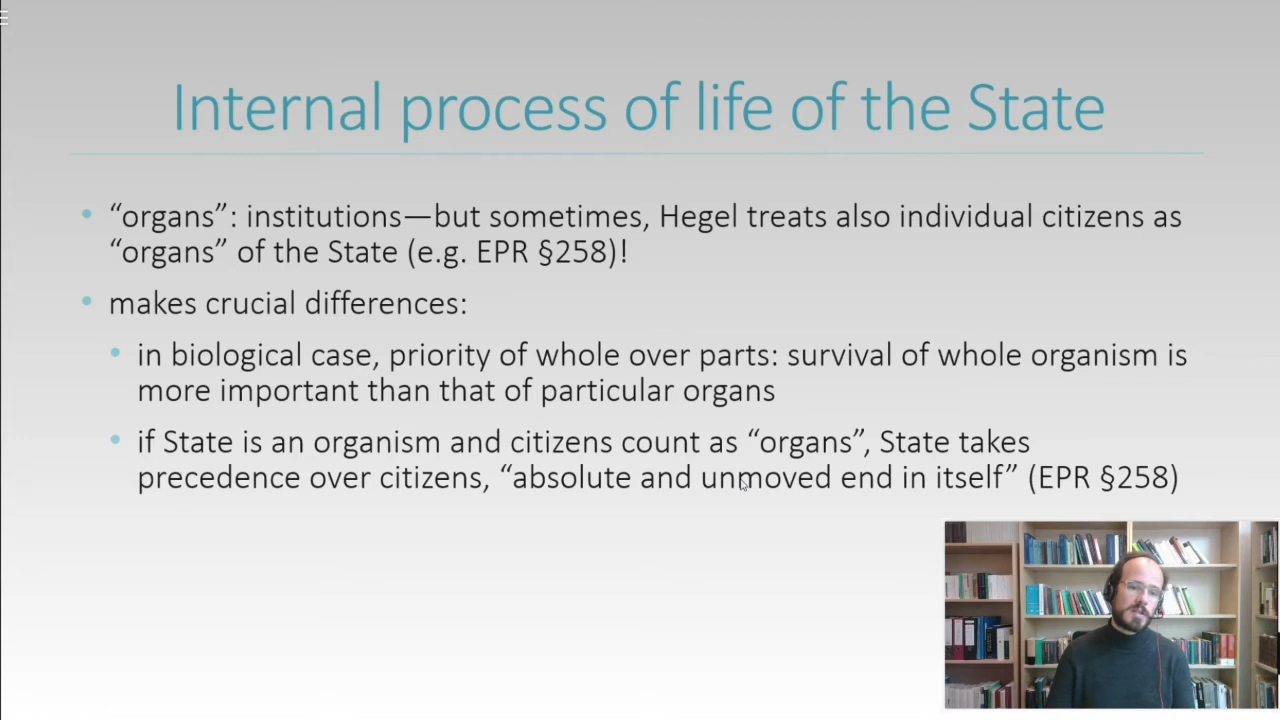 Internal process of life of the State
• “organs”: institutions—but sometimes, Hegel treats also individual citizens as
“organs” of the State (e.g. EPR §258)!
• makes crucial differences:
• in biological case, priority of whole over parts: survival of whole organism is
more important than that of particular organs
• if State is an organism and citizens count as “organs”, State takes
precedence over citizens, “absolute and unmoved end in itself” (EPR §258)